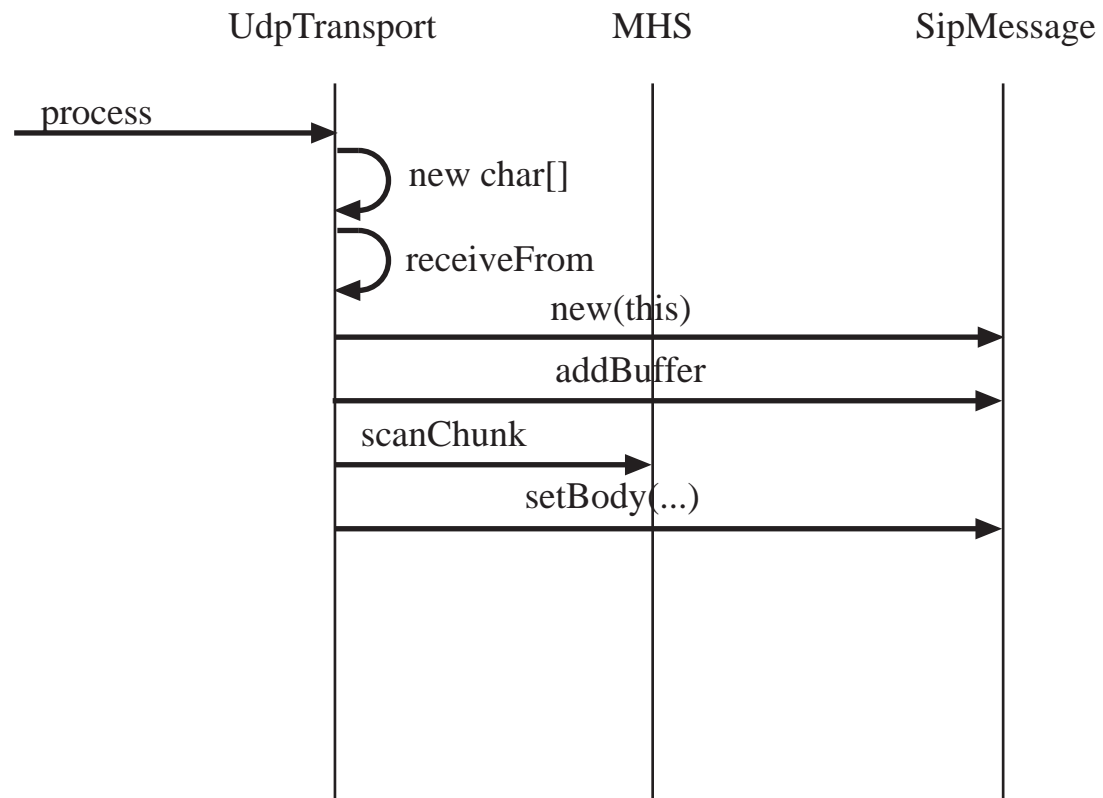 UdpTransport MHS SipMessage
process
new char[]
receiveFrom
new(this)
addBuffer
scanChunk
setBody(...)